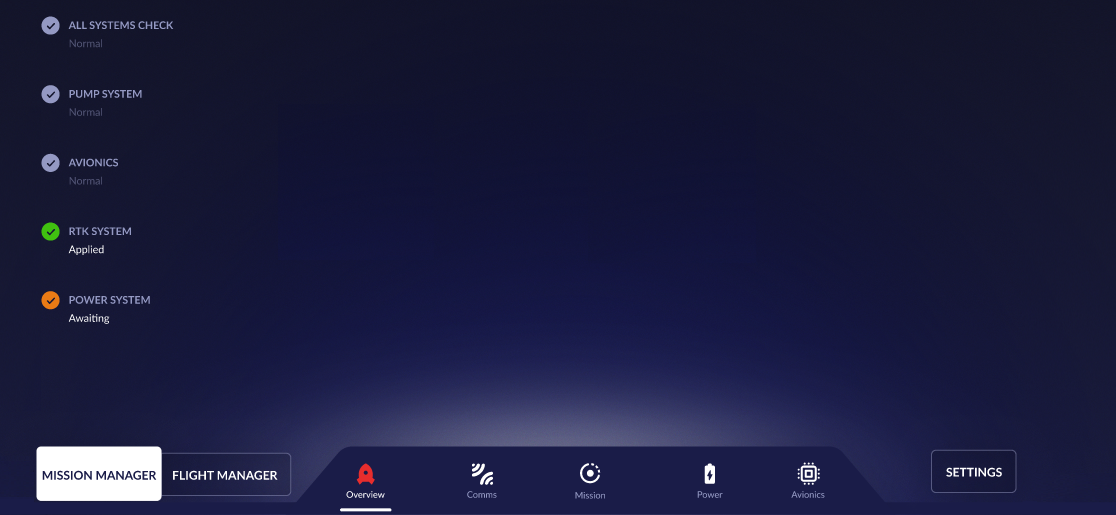 ALL SYSTEMS CHECK
Normal
PUMP SYSTEM
Normal
AVIONICS
Normal
RTK SYSTEM
Applied
POWER SYSTEM
Awaiting
MISSION MANAGER
FLIGHT MANAGER
Overview
Comms
Mission
Power
Avionics
SETTINGS